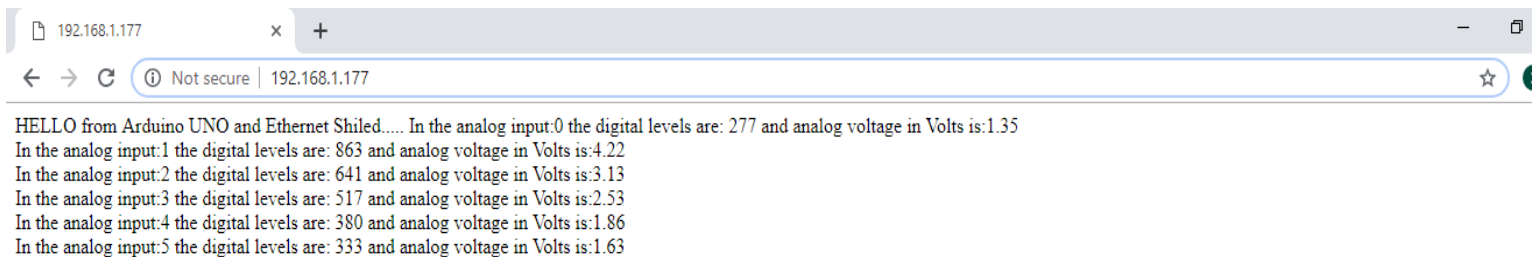 192.168.1.177
Not secure | 192.168.1.177
HELLO from Arduino UNO and Ethernet Shiled..... In the analog input:0 the digital levels are: 277 and analog voltage in Volts is:1.35
In the analog input:1 the digital levels are: 863 and analog voltage in Volts is:4.22
In the analog input:2 the digital levels are: 641 and analog voltage in Volts is:3.13
In the analog input:3 the digital levels are: 517 and analog voltage in Volts is:2.53
In the analog input:4 the digital levels are: 380 and analog voltage in Volts is:1.86
In the analog input:5 the digital levels are: 333 and analog voltage in Volts is:1.63